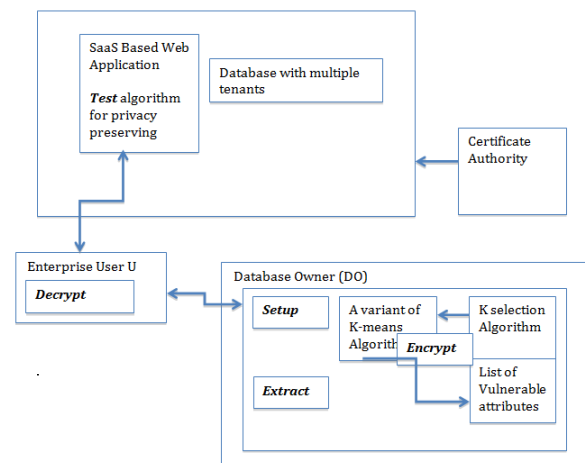 SaaS Based Web
Application
Test algorithm
for privacy
preserving
Database with multiple
tenants
Certificate
Authority
Enterprise User U
Decrypt
Database Owner (DO)
Setup
A variant of
K-means
Algorith
Encrypt
K selection
Algorithm
Extract
List of
Vulnerable
attributes